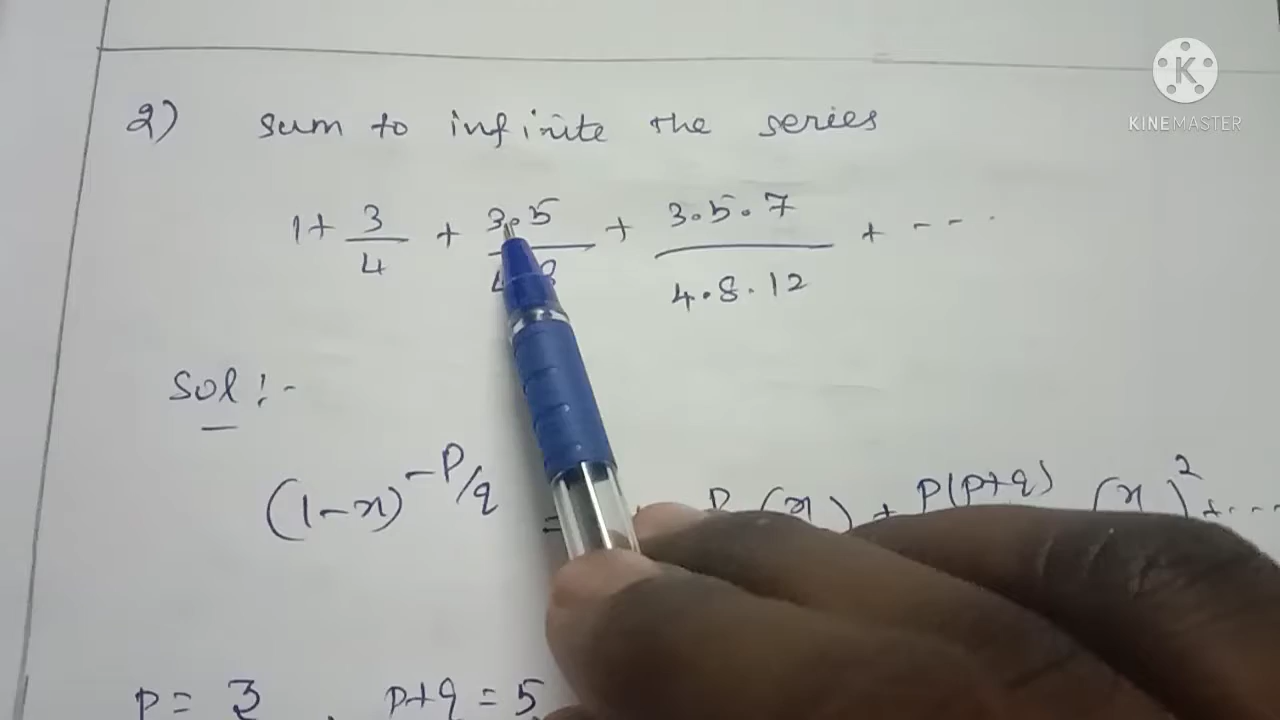 KINEMASTER
2) sum to infinite the series
1 + 3/4 + 3.5/ + 3.5.7/4.8.12 + ---.
Sol :-
(1-x)^-P/q = P (x) + P(p+q) (x)^2 + ...
P = 3, P+q = 5